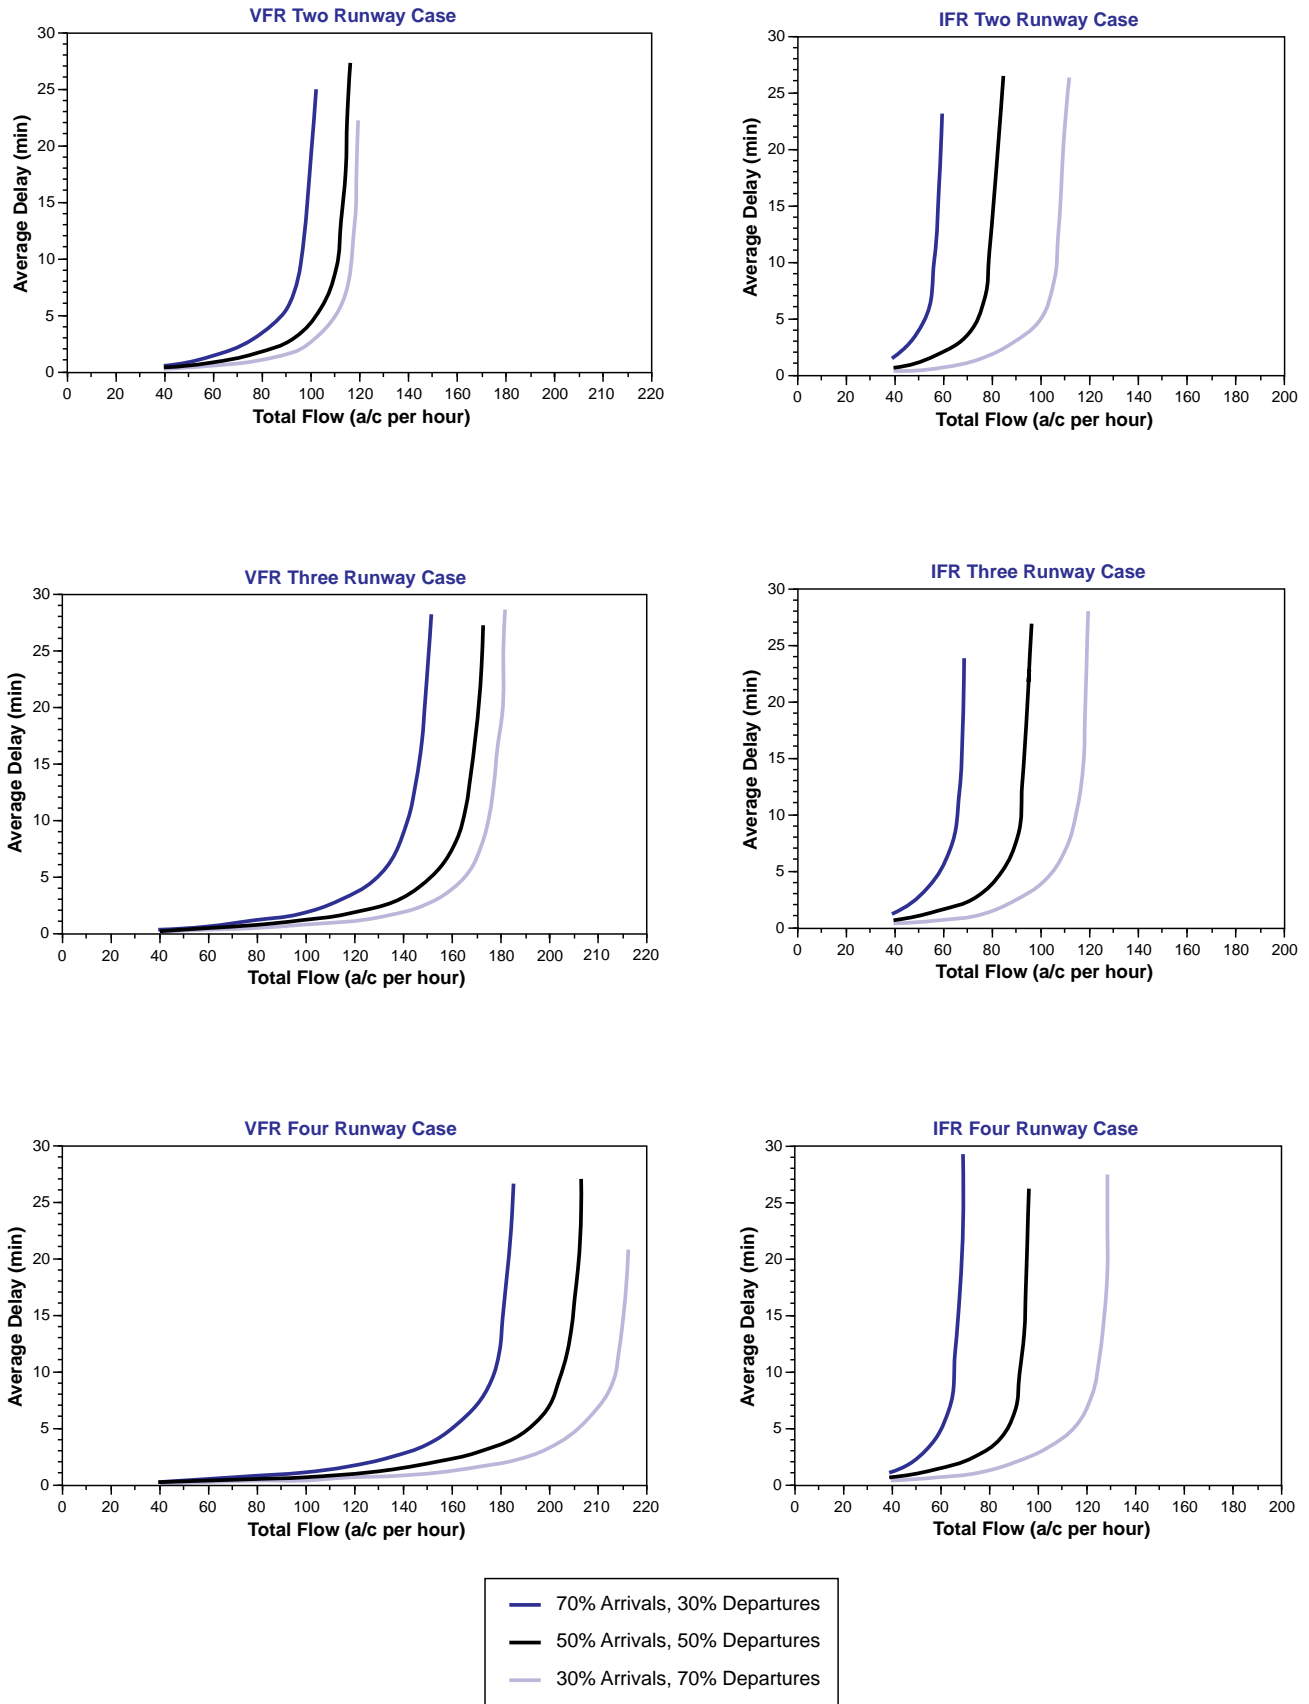 VFR Two Runway Case
30
25
20
15
10
5
0
Average Delay (min)
0 20 40 60 80 100 120 140 160 180 200 210 220
Total Flow (a/c per hour)
IFR Two Runway Case
30
25
20
15
10
5
0
Average Delay (min)
0 20 40 60 80 100 120 140 160 180 200
Total Flow (a/c per hour)
VFR Three Runway Case
30
25
20
15
10
5
0
Average Delay (min)
0 20 40 60 80 100 120 140 160 180 200 210 220
Total Flow (a/c per hour)
IFR Three Runway Case
30
25
20
15
10
5
0
Average Delay (min)
0 20 40 60 80 100 120 140 160 180 200
Total Flow (a/c per hour)
VFR Four Runway Case
30
25
20
15
10
5
0
Average Delay (min)
0 20 40 60 80 100 120 140 160 180 200 210 220
Total Flow (a/c per hour)
IFR Four Runway Case
30
25
20
15
10
5
0
Average Delay (min)
0 20 40 60 80 100 120 140 160 180 200
Total Flow (a/c per hour)
70% Arrivals, 30% Departures
50% Arrivals, 50% Departures
30% Arrivals, 70% Departures